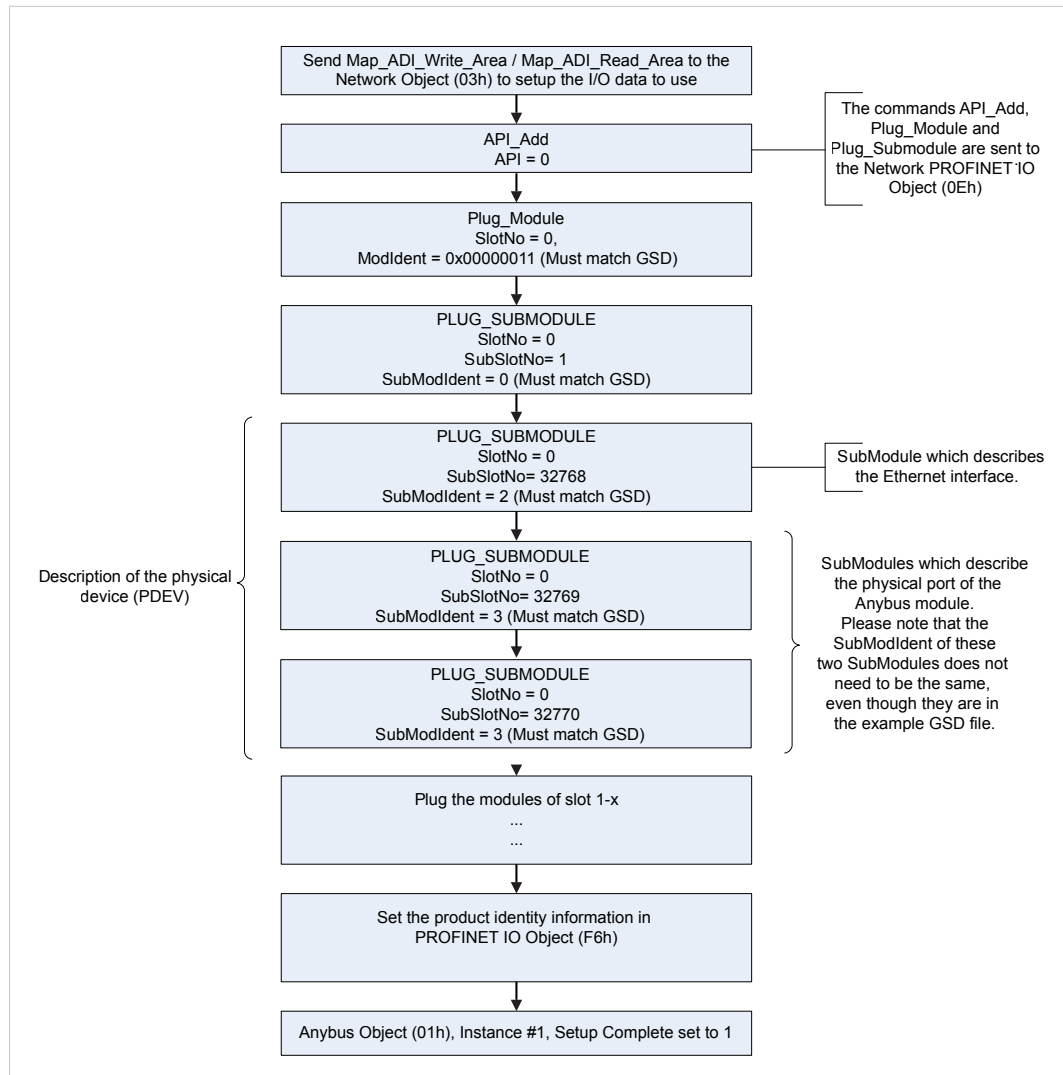 Send Map_ADI_Write_Area / Map_ADI_Read_Area to the
Network Object (03h) to setup the I/O data to use
API_Add
API = 0
The commands API_Add,
Plug_Module and
Plug_Submodule are sent to
the Network PROFINET IO
Object (0Eh)
Plug_Module
SlotNo = 0,
ModIdent = 0x00000011 (Must match GSD)
PLUG_SUBMODULE
SlotNo = 0
SubSlotNo= 1
SubModIdent = 0 (Must match GSD)
PLUG_SUBMODULE
SlotNo = 0
SubSlotNo= 32768
SubModIdent = 2 (Must match GSD)
SubModule which describes
the Ethernet interface.
Description of the physical
device (PDEV)
PLUG_SUBMODULE
SlotNo = 0
SubSlotNo= 32769
SubModIdent = 3 (Must match GSD)
PLUG_SUBMODULE
SlotNo = 0
SubSlotNo= 32770
SubModIdent = 3 (Must match GSD)
SubModules which describe
the physical port of the
Anybus module.
Please note that the
SubModIdent of these
two SubModules does not
need to be the same,
even though they are in
the example GSD file.
Plug the modules of slot 1-x
...
...
Set the product identity information in
PROFINET IO Object (F6h)
Anybus Object (01h), Instance #1, Setup Complete set to 1